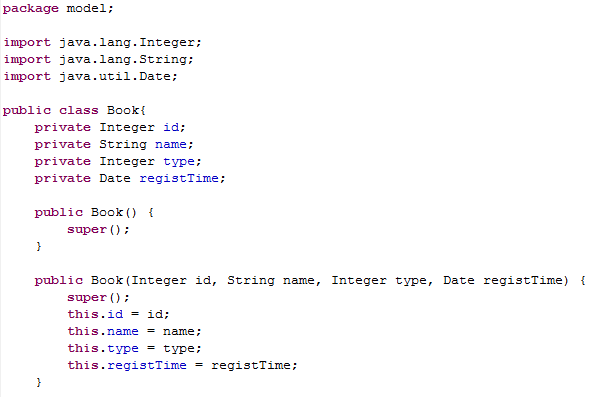 package model;

import java.lang.Integer;
import java.lang.String;
import java.util.Date;

public class Book{
    private Integer id;
    private String name;
    private Integer type;
    private Date registTime;

    public Book() {
        super();
    }

    public Book(Integer id, String name, Integer type, Date registTime) {
        super();
        this.id = id;
        this.name = name;
        this.type = type;
        this.registTime = registTime;
    }